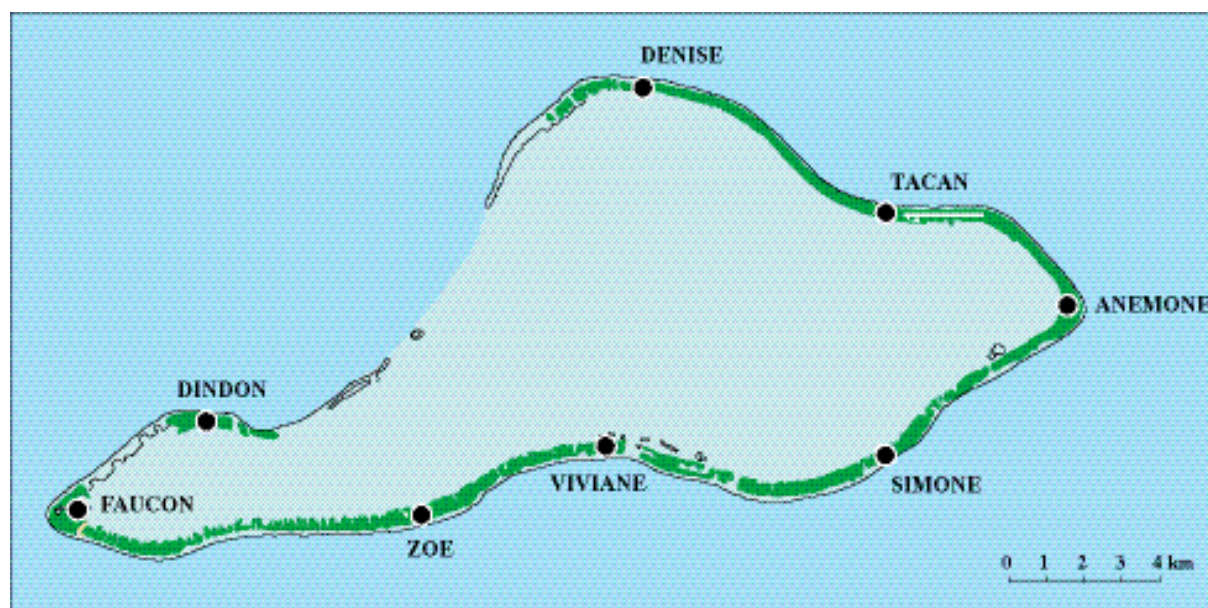 DENISE
TACAN
ANEMONE
DINDON
VIVIANE
SIMONE
FAUCON
ZOE
0 1 2 3 4 km